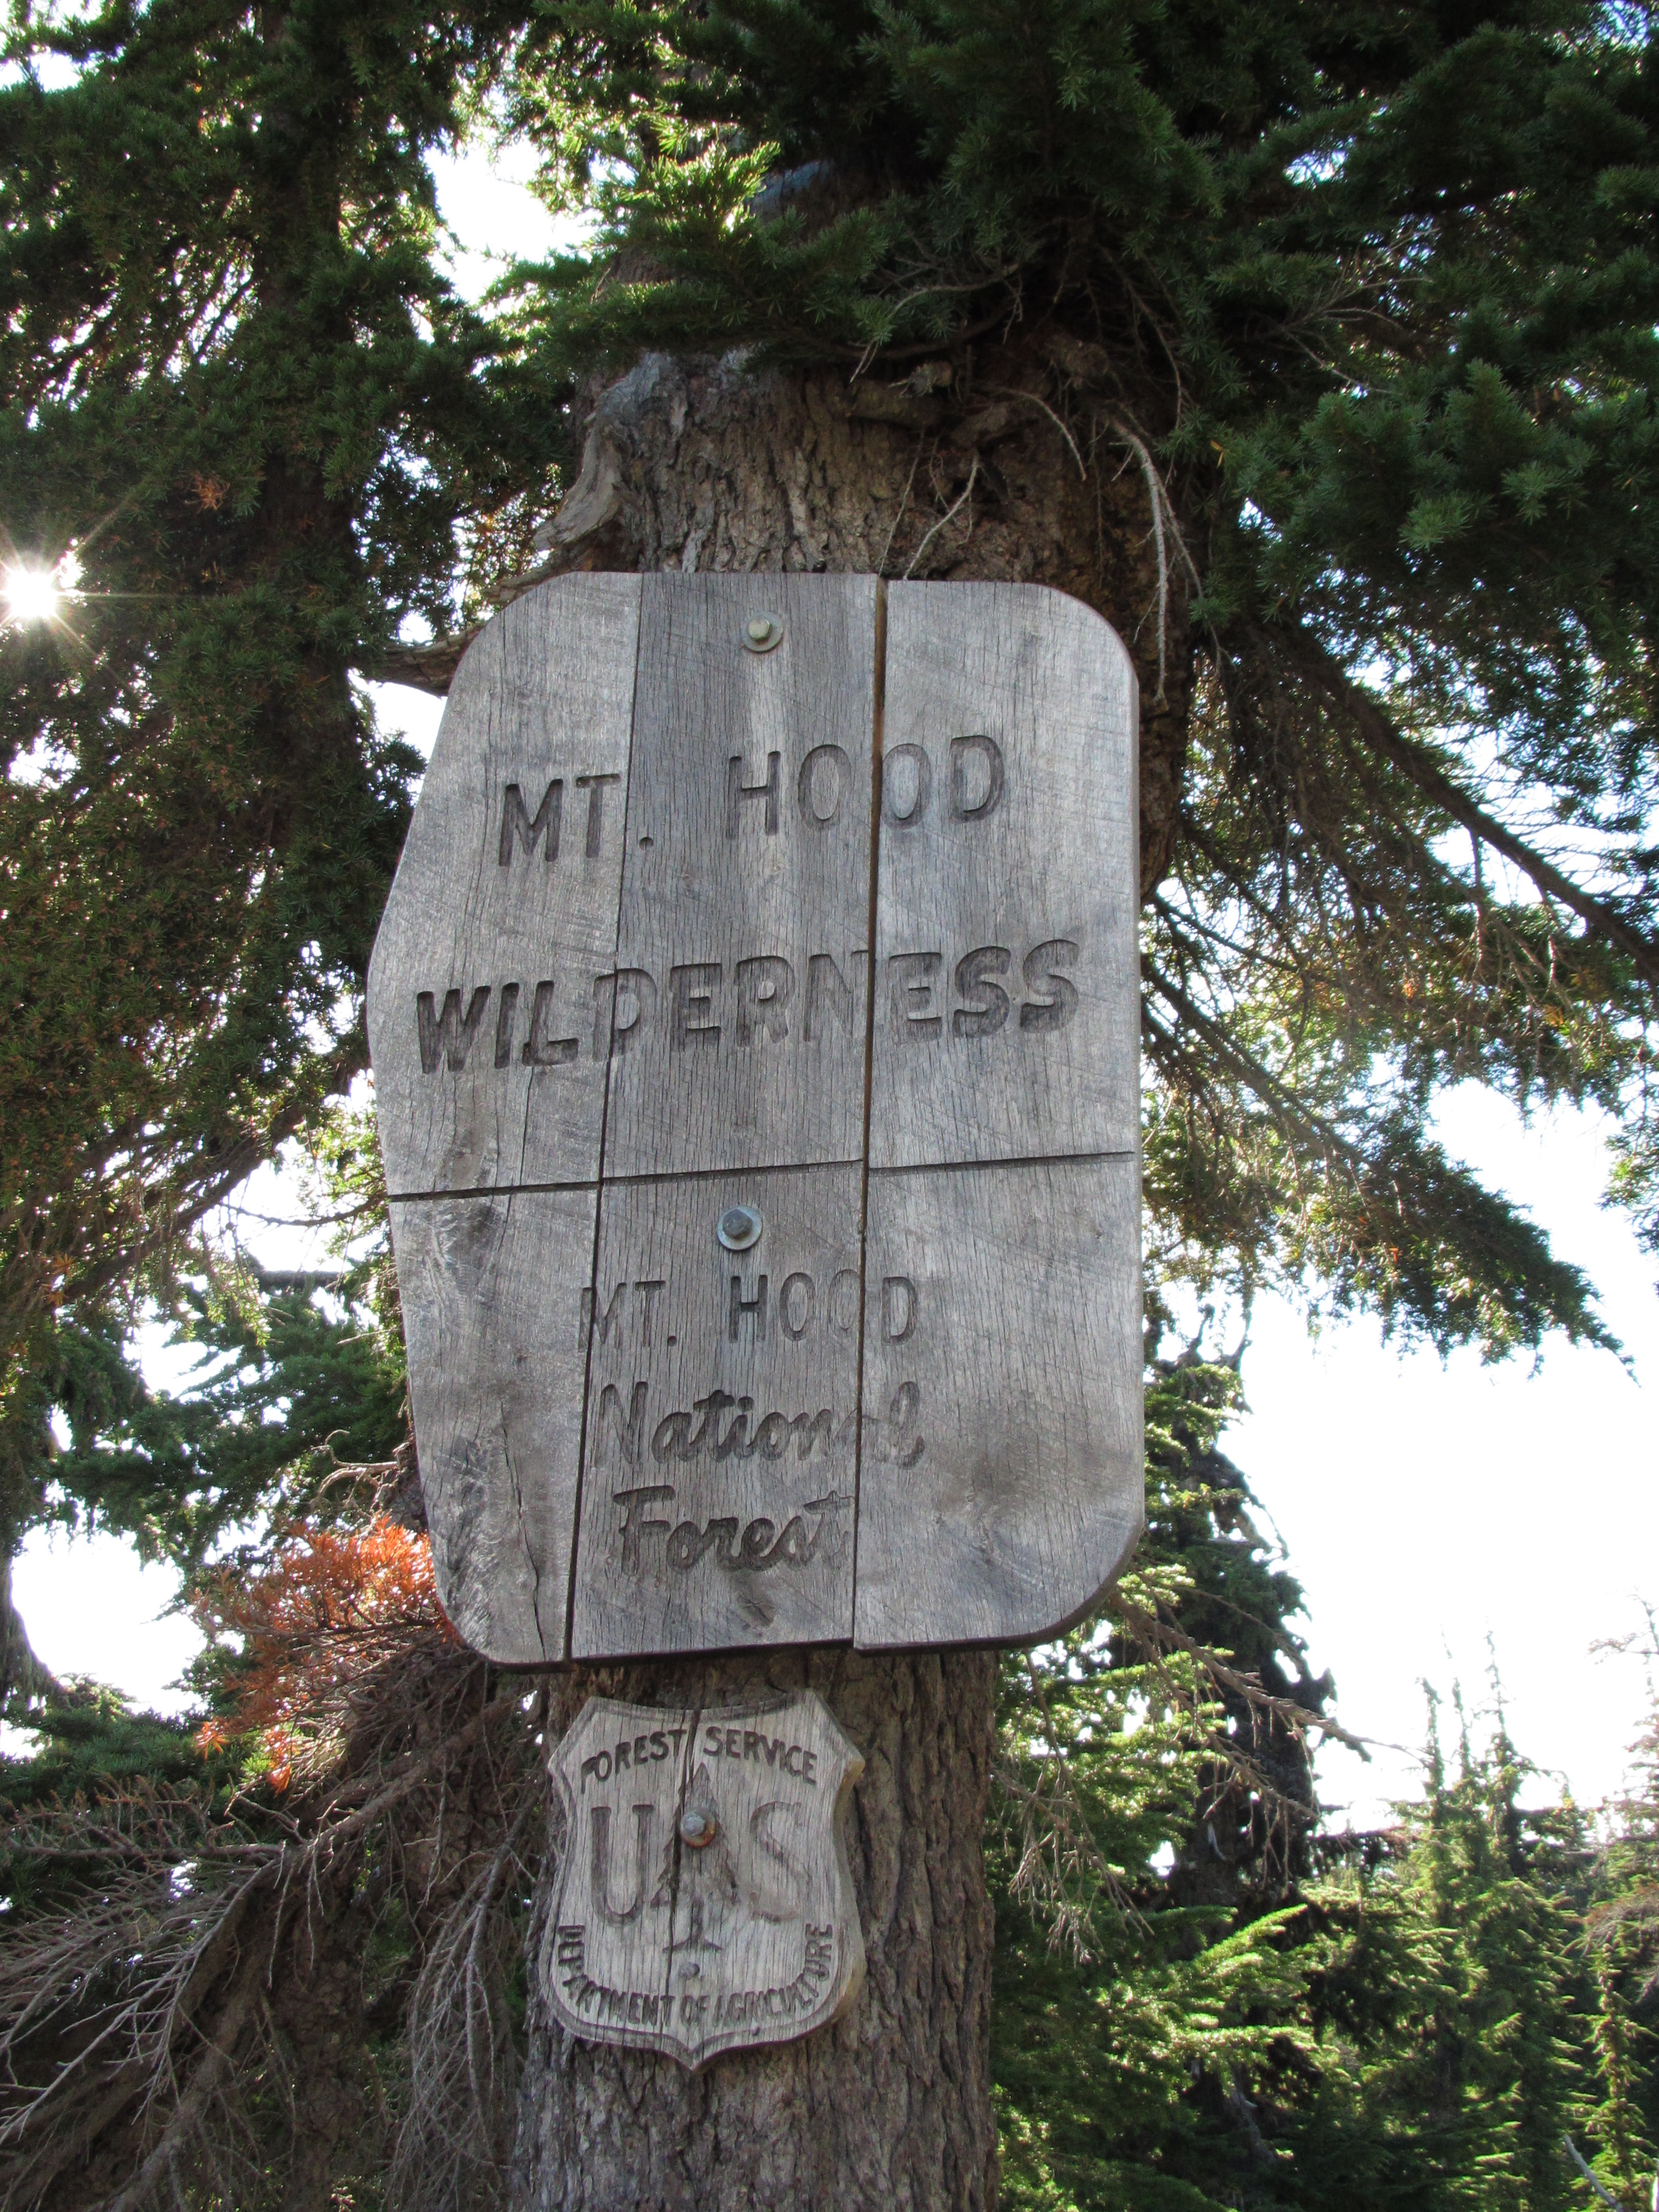 MT. HOOD
WILDERNESS
MT. HOOD
National
Forest
FOREST SERVICE
U S
DEPARTMENT OF AGRICULTURE